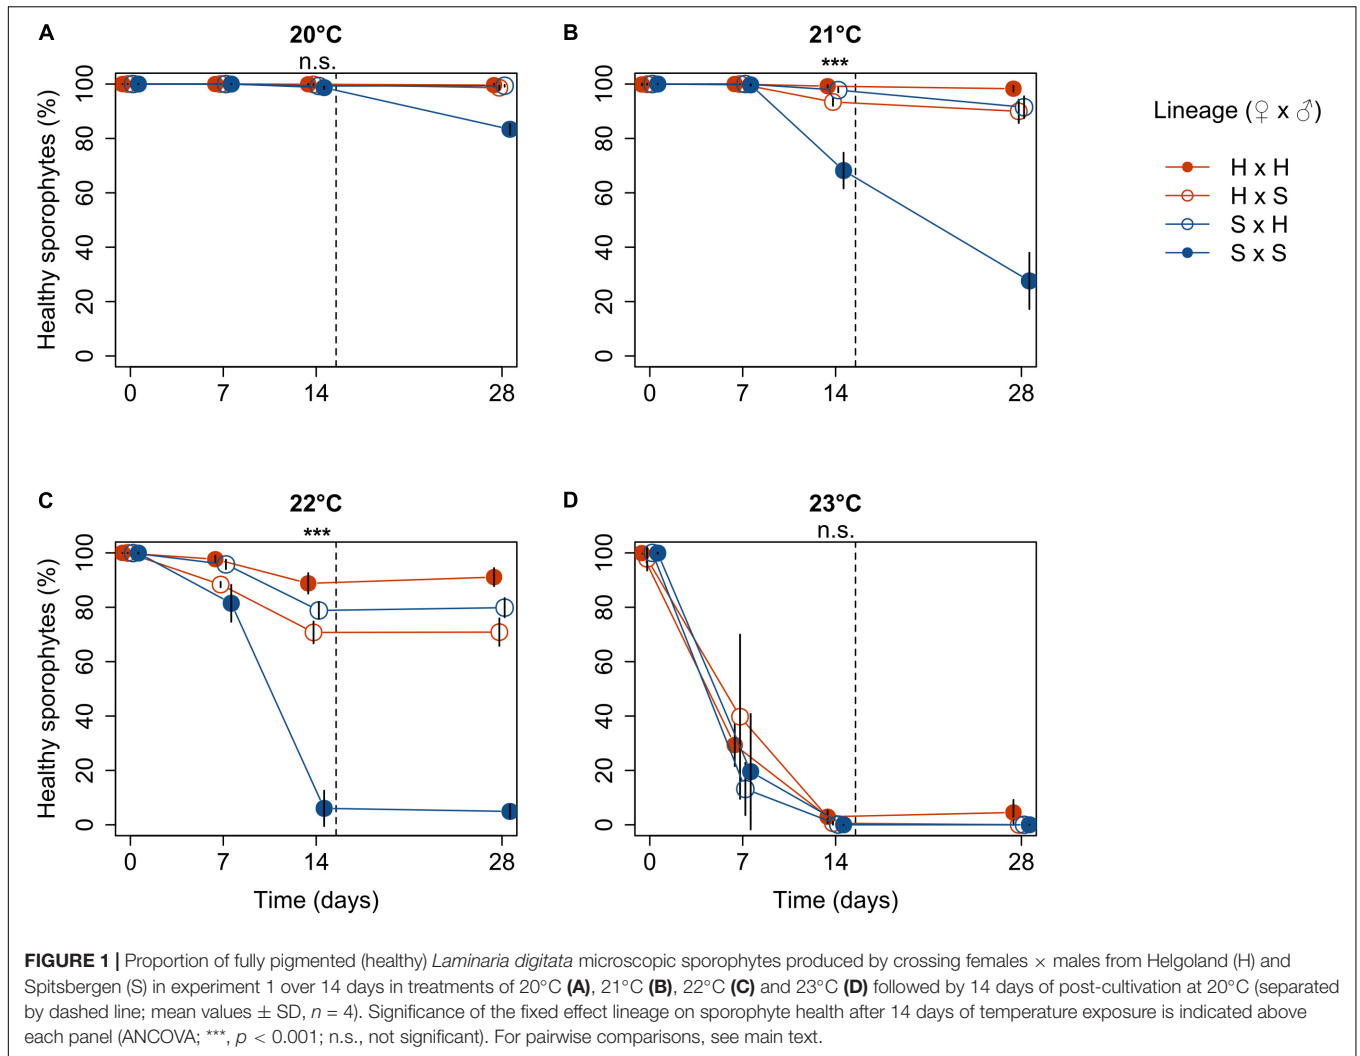 A
20°C
n.s.
Healthy sporophytes (%)
100
80
60
40
20
0
0 7 14 28
B
21°C
***
100
80
60
40
20
0
0 7 14 28
Lineage (♀ x ♂)
H x H
H x S
S x H
S x S
C
22°C
***
Healthy sporophytes (%)
100
80
60
40
20
0
0 7 14 28
Time (days)
D
23°C
n.s.
100
80
60
40
20
0
0 7 14 28
Time (days)
FIGURE 1 | Proportion of fully pigmented (healthy) Laminaria digitata microscopic sporophytes produced by crossing females × males from Helgoland (H) and
Spitsbergen (S) in experiment 1 over 14 days in treatments of 20°C (A), 21°C (B), 22°C (C) and 23°C (D) followed by 14 days of post-cultivation at 20°C (separated
by dashed line; mean values ± SD, n = 4). Significance of the fixed effect lineage on sporophyte health after 14 days of temperature exposure is indicated above
each panel (ANCOVA; ***, p < 0.001; n.s., not significant). For pairwise comparisons, see main text.